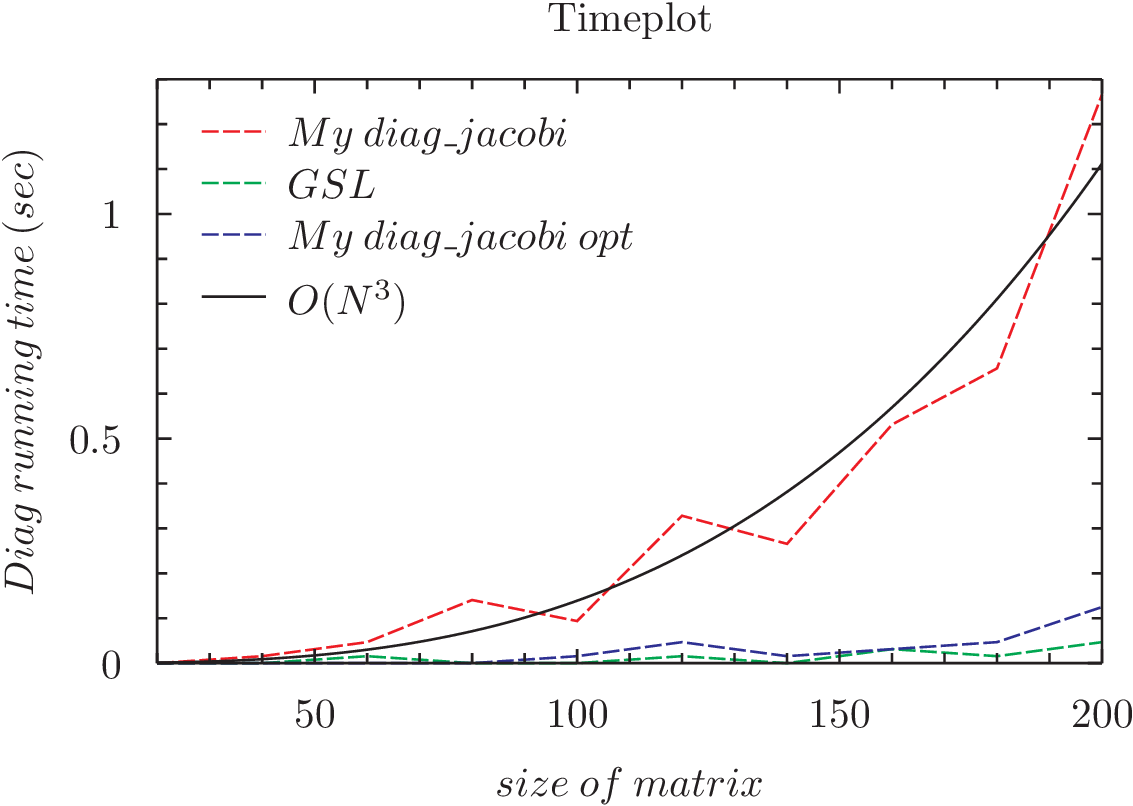 Timeplot
My diag_jacobi
GSL
My diag_jacobi opt
O(N³)
Diag running time (sec)
1
0.5
0
50 100 150 200
size of matrix